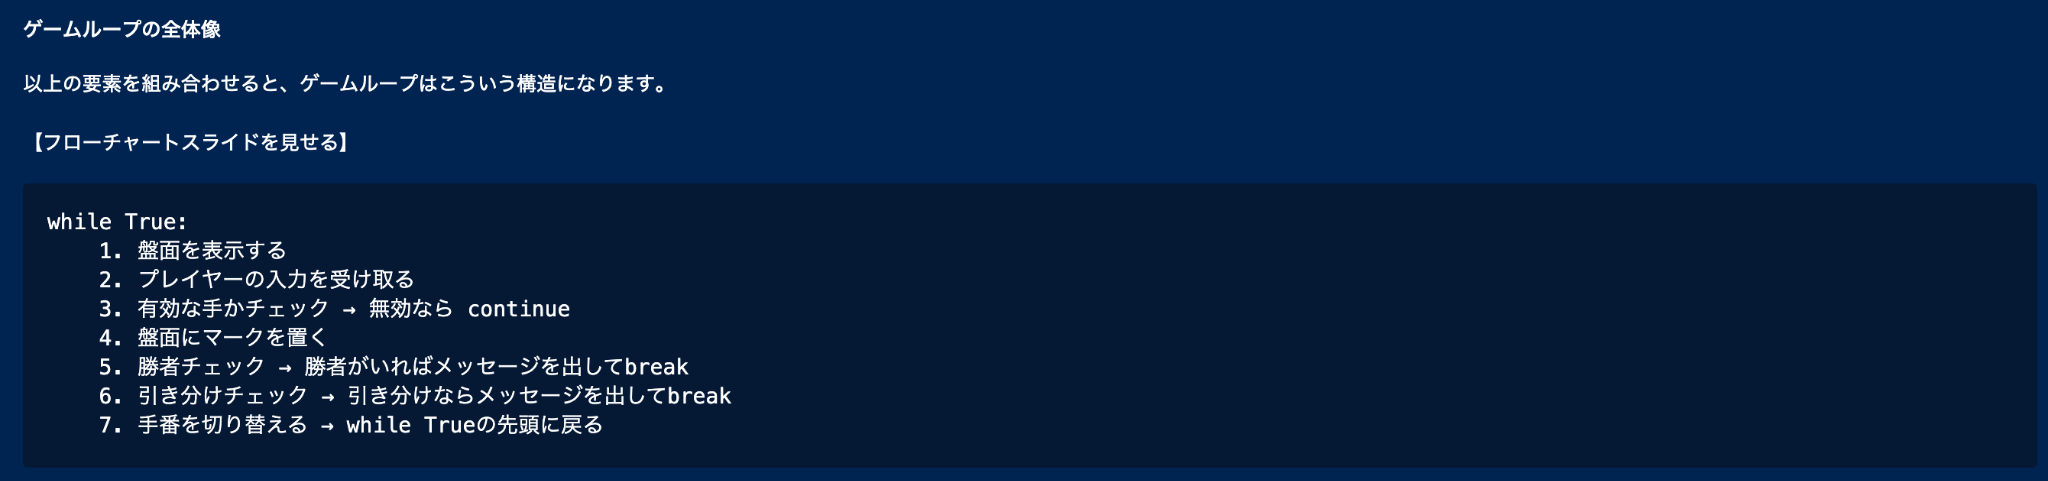 ゲームループの全体像
以上の要素を組み合わせると、ゲームループはこういう構造になります。
【フローチャートスライドを見せる】
while True:
    1. 盤面を表示する
    2. プレイヤーの入力を受け取る
    3. 有効な手かチェック → 無効なら continue
    4. 盤面にマークを置く
    5. 勝者チェック → 勝者がいればメッセージを出してbreak
    6. 引き分けチェック → 引き分けならメッセージを出してbreak
    7. 手番を切り替える → while Trueの先頭に戻る